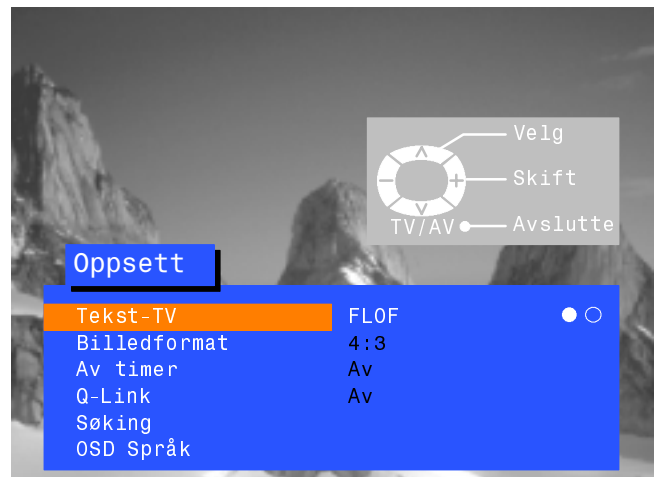 Velg
Skift
TV/AV Avslutte
Oppsett
Tekst-TV FLOF
Billedformat 4:3
Av timer Av
Q-Link Av
Søking
OSD Språk